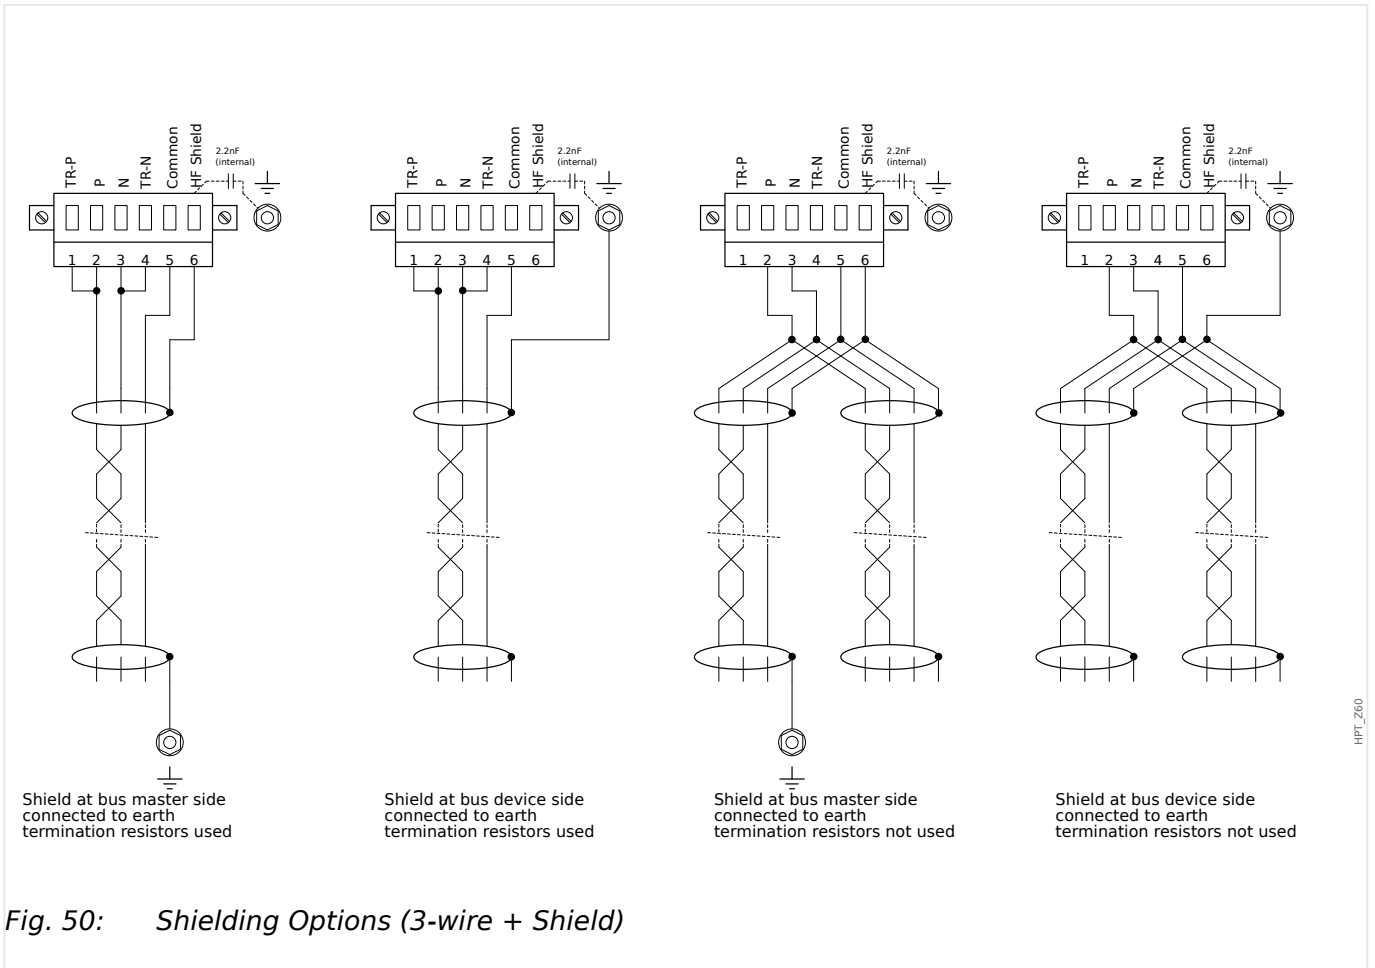 TR-P P N TR-N Common HF Shield 2.2nF
(internal)
1 2 3 4 5 6
Shield at bus master side
connected to earth
termination resistors used
TR-P P N TR-N Common HF Shield 2.2nF
(internal)
1 2 3 4 5 6
Shield at bus device side
connected to earth
termination resistors used
TR-P P N TR-N Common HF Shield 2.2nF
(internal)
1 2 3 4 5 6
Shield at bus master side
connected to earth
termination resistors not used
TR-P P N TR-N Common HF Shield 2.2nF
(internal)
1 2 3 4 5 6
Shield at bus device side
connected to earth
termination resistors not used
HPT_Z60
Fig. 50: Shielding Options (3-wire + Shield)